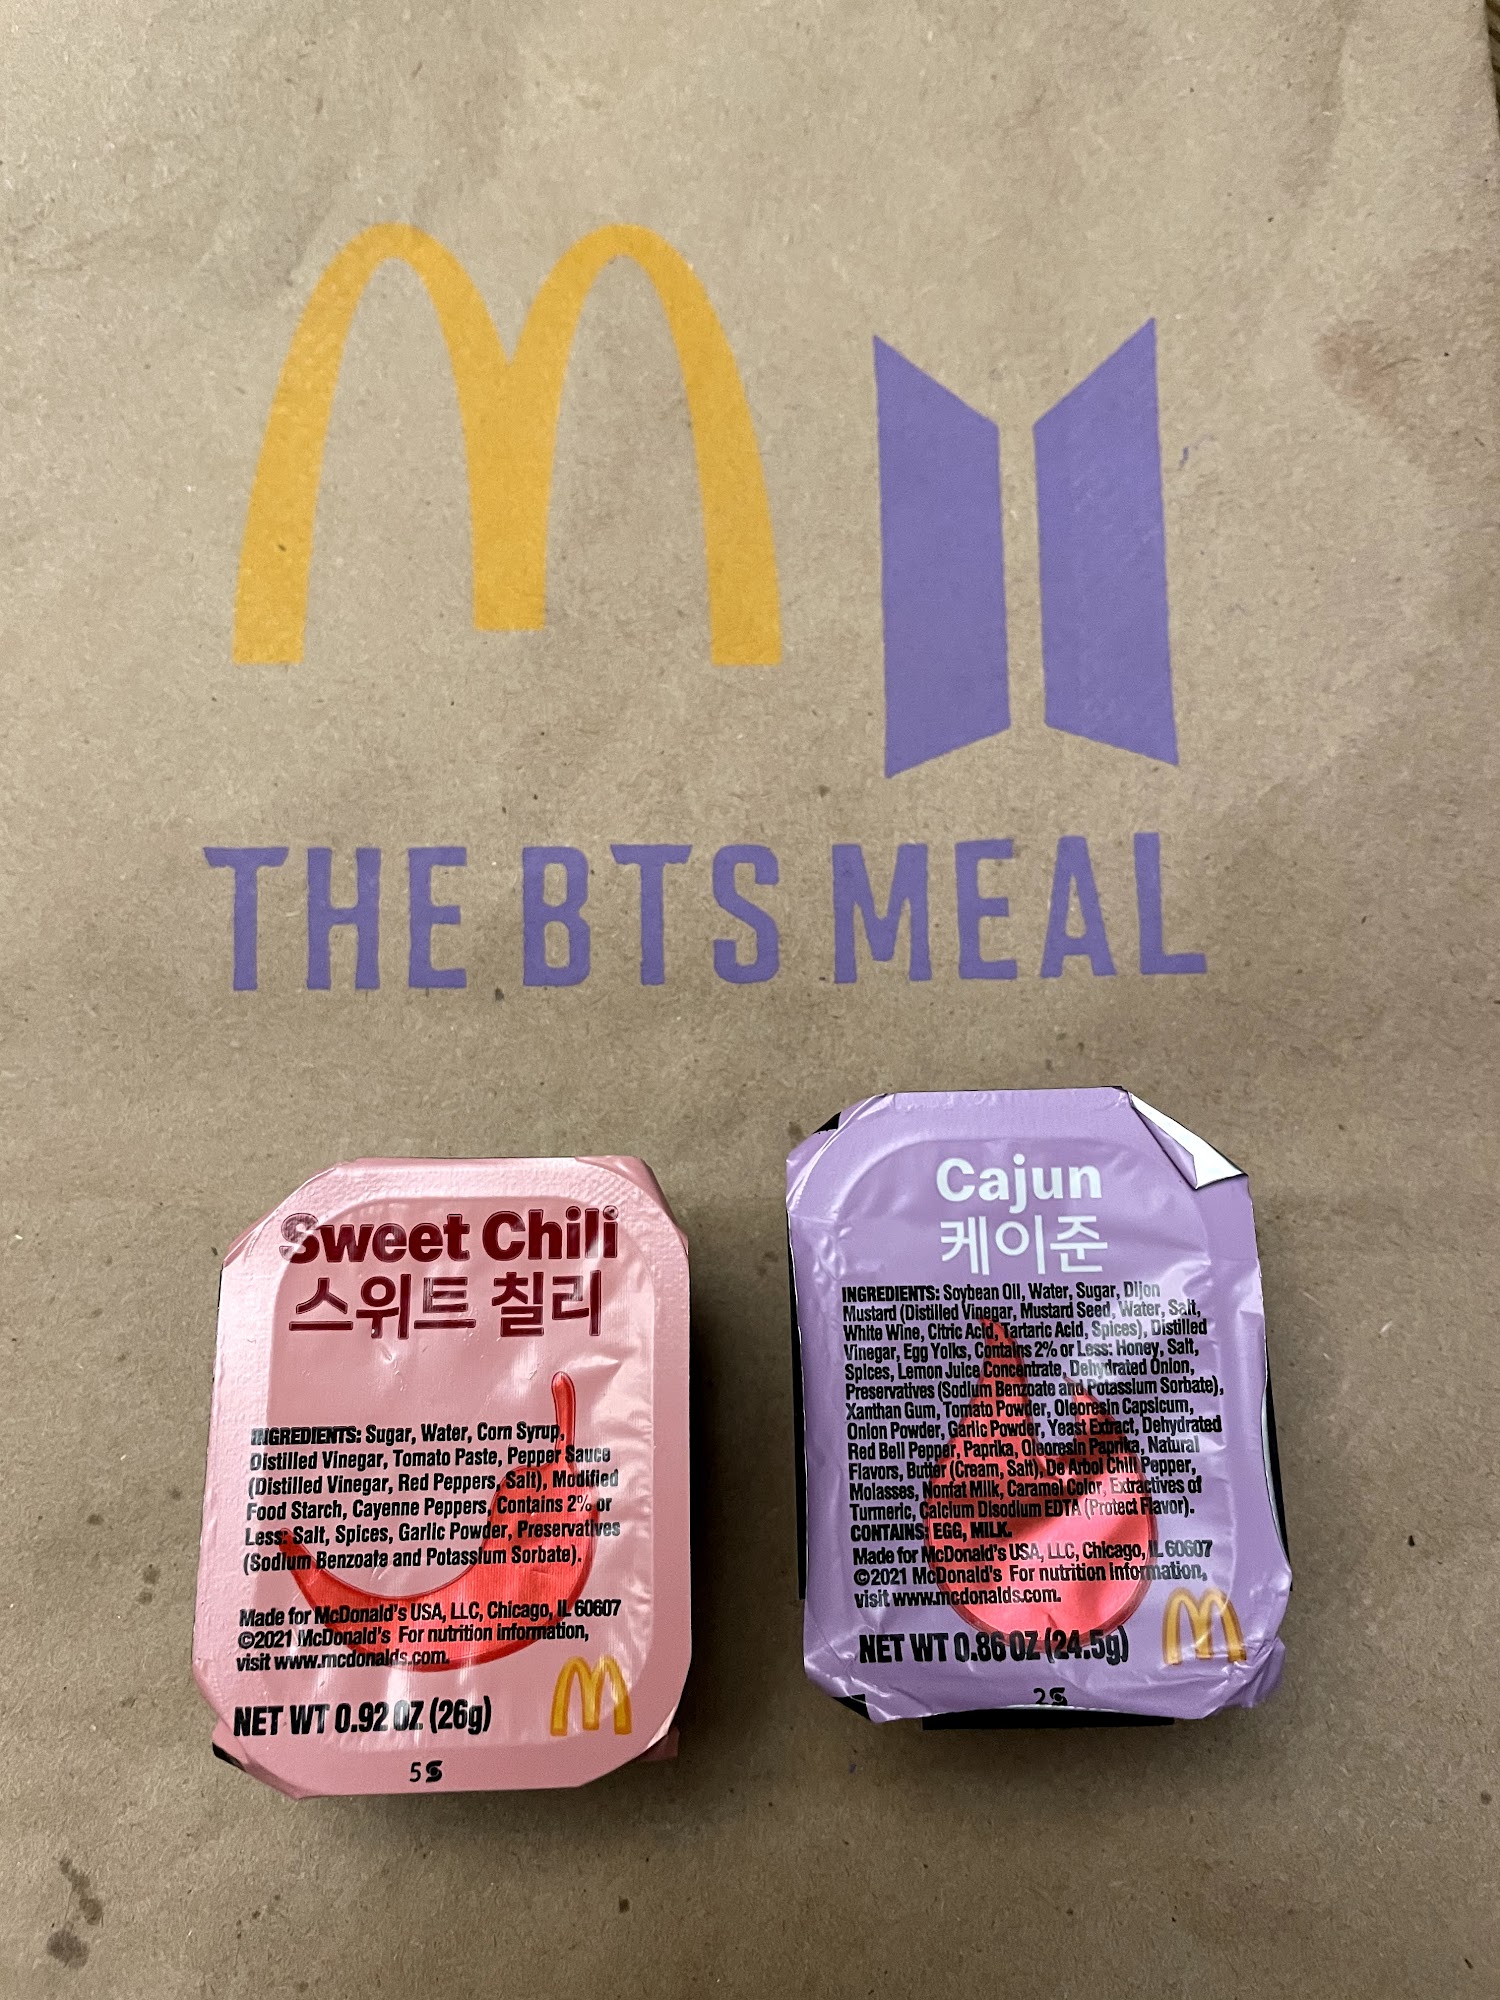 THE BTS MEAL
Sweet Chili
스위트 칠리
INGREDIENTS: Sugar, Water, Corn Syrup,
Distilled Vinegar, Tomato Paste, Pepper Sauce
(Distilled Vinegar, Red Peppers, Salt), Modified
Food Starch, Cayenne Peppers, Contains 2% or
Less: Salt, Spices, Garlic Powder, Preservatives
(Sodium Benzoate and Potassium Sorbate).
Made for McDonald's USA, LLC, Chicago, IL 60607
©2021 McDonald's For nutrition information,
visit www.mcdonalds.com.
NET WT 0.92 OZ (26g)
5
Cajun
케이준
INGREDIENTS: Soybean Oil, Water, Sugar, Dijon
Mustard (Distilled Vinegar, Mustard Seed, Water, Salt,
White Wine, Citric Acid, Tartaric Acid, Spices), Distilled
Vinegar, Egg Yolks, Contains 2% or Less: Honey, Salt,
Spices, Lemon Juice Concentrate, Dehydrated Onion,
Preservatives (Sodium Benzoate and Potassium Sorbate),
Xanthan Gum, Tomato Powder, Oleoresin Capsicum,
Onion Powder, Garlic Powder, Yeast Extract, Dehydrated
Red Bell Pepper, Paprika, Oleoresin Paprika, Natural
Flavors, Butter (Cream, Salt), De Arbol Chili Pepper,
Molasses, Nonfat Milk, Caramel Color, Extractives of
Turmeric, Calcium Disodium EDTA (Protect Flavor).
CONTAINS: EGG, MILK.
Made for McDonald's USA, LLC, Chicago, IL 60607
©2021 McDonald's For nutrition information,
visit www.mcdonalds.com.
NET WT 0.86 OZ (24.5g)
2